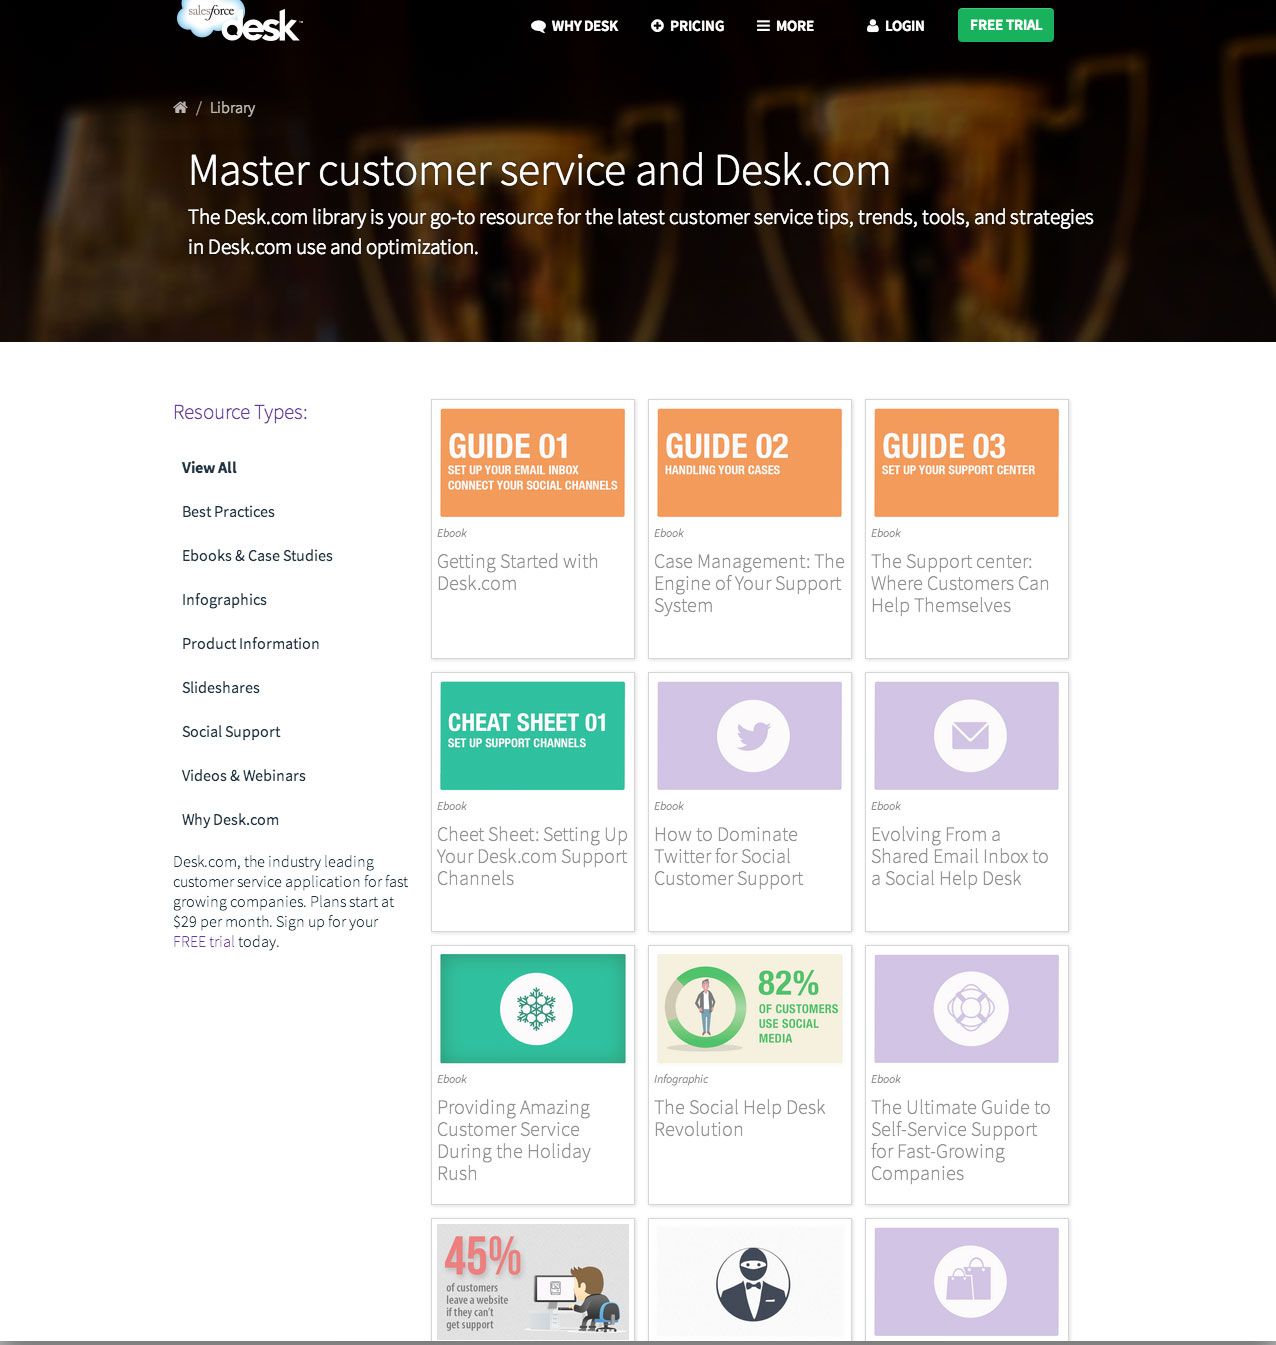 salesforce
desk™
WHY DESK
PRICING
MORE
LOGIN
FREE TRIAL
/ Library
Master customer service and Desk.com
The Desk.com library is your go-to resource for the latest customer service tips, trends, tools, and strategies
in Desk.com use and optimization.
Resource Types:
View All
Best Practices
Ebooks & Case Studies
Infographics
Product Information
Slideshares
Social Support
Videos & Webinars
Why Desk.com
Desk.com, the industry leading
customer service application for fast
growing companies. Plans start at
$29 per month. Sign up for your
FREE trial today.
GUIDE 01
SET UP YOUR EMAIL INBOX
CONNECT YOUR SOCIAL CHANNELS
Ebook
Getting Started with
Desk.com
GUIDE 02
HANDLING YOUR CASES
Ebook
Case Management: The
Engine of Your Support
System
GUIDE 03
SET UP YOUR SUPPORT CENTER
Ebook
The Support center:
Where Customers Can
Help Themselves
CHEAT SHEET 01
SET UP SUPPORT CHANNELS
Ebook
Cheet Sheet: Setting Up
Your Desk.com Support
Channels
Ebook
How to Dominate
Twitter for Social
Customer Support
Ebook
Evolving From a
Shared Email Inbox to
a Social Help Desk
Ebook
Providing Amazing
Customer Service
During the Holiday
Rush
82%
OF CUSTOMERS
USE SOCIAL
MEDIA
Infographic
The Social Help Desk
Revolution
Ebook
The Ultimate Guide to
Self-Service Support
for Fast-Growing
Companies
45%
of customers
leave a website
if they can't
get support